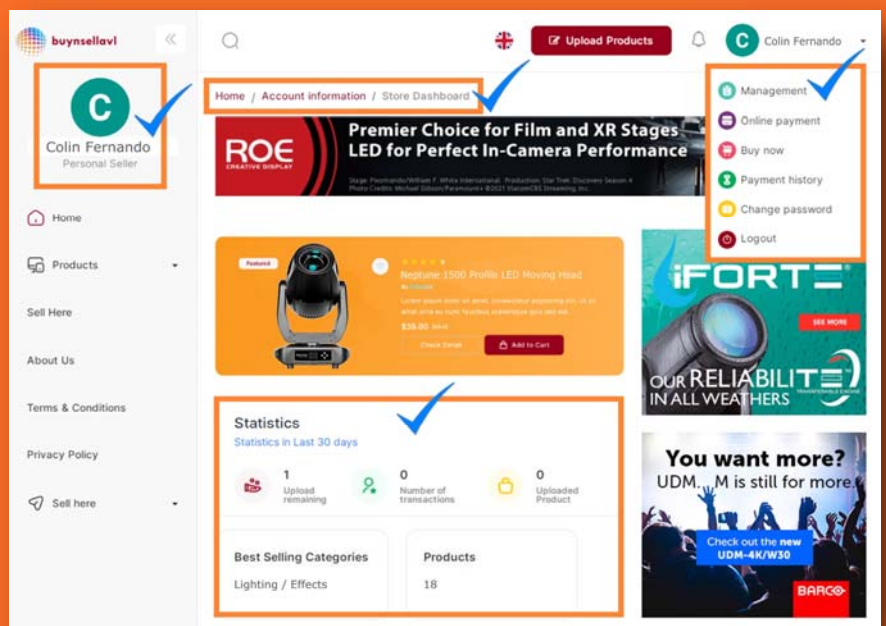 buynsellavl
Upload Products
C
Colin Fernando
C
Colin Fernando
Personal Seller
Home
Products
Sell Here
About Us
Terms & Conditions
Privacy Policy
Sell here
Home / Account information / Store Dashboard
ROE
CREATIVE DISPLAY
Premier Choice for Film and XR Stages
LED for Perfect In-Camera Performance
Management
Online payment
Buy now
Payment history
Change password
Logout
Featured
Neptune 1500 Profile LED Moving Head
$39.00
Check Detail
Add to Cart
Statistics
Statistics in Last 30 days
1
Upload
remaining
0
Number of
transactions
0
Uploaded
Product
Best Selling Categories
Lighting / Effects
Products
18
iFORTE
SEE MORE
OUR RELIABILITE
IN ALL WEATHERS
You want more?
UDM. M is still for more.
Check out the new
UDM-4K/W30
BARCO